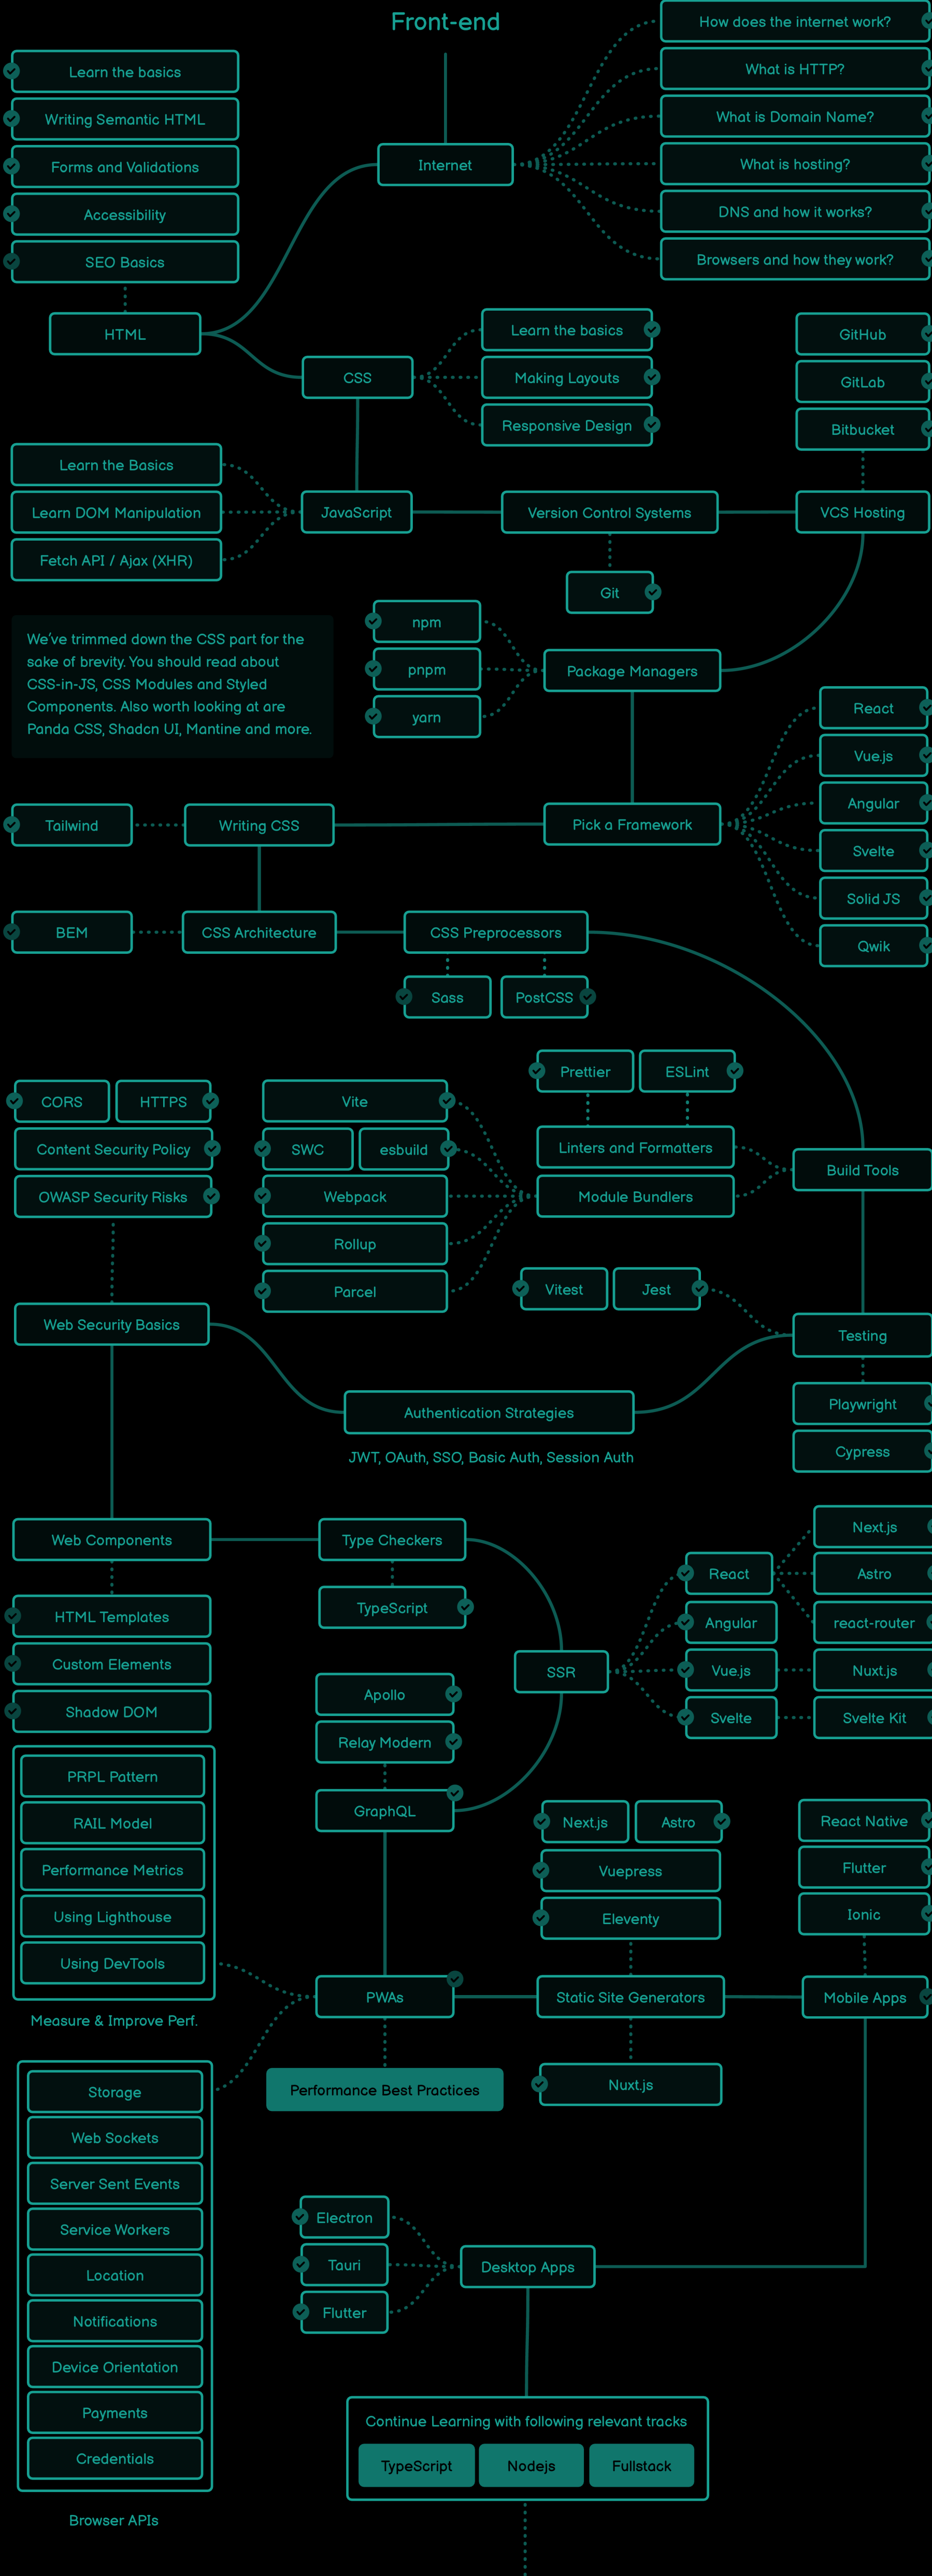 Front-end
How does the internet work?
What is HTTP?
What is Domain Name?
What is hosting?
DNS and how it works?
Browsers and how they work?
Internet
Learn the basics
Writing Semantic HTML
Forms and Validations
Accessibility
SEO Basics
HTML
CSS
Learn the basics
Making Layouts
Responsive Design
GitHub
GitLab
Bitbucket
Learn the Basics
Learn DOM Manipulation
Fetch API / Ajax (XHR)
JavaScript
Version Control Systems
VCS Hosting
Git
We've trimmed down the CSS part for the
sake of brevity. You should read about
CSS-in-JS, CSS Modules and Styled
Components. Also worth looking at are
Panda CSS, Shadcn UI, Mantine and more.
npm
pnpm
yarn
Package Managers
React
Vue.js
Angular
Svelte
Solid JS
Qwik
Tailwind
Writing CSS
Pick a Framework
BEM
CSS Architecture
CSS Preprocessors
Sass
PostCSS
Prettier
ESLint
Linters and Formatters
Module Bundlers
Build Tools
CORS
HTTPS
Content Security Policy
OWASP Security Risks
Vite
SWC
esbuild
Webpack
Rollup
Parcel
Vitest
Jest
Web Security Basics
Testing
Playwright
Cypress
Authentication Strategies
JWT, OAuth, SSO, Basic Auth, Session Auth
Web Components
Type Checkers
TypeScript
HTML Templates
Custom Elements
Shadow DOM
SSR
React
Angular
Vue.js
Svelte
Next.js
Astro
react-router
Nuxt.js
Svelte Kit
Apollo
Relay Modern
GraphQL
PRPL Pattern
RAIL Model
Performance Metrics
Using Lighthouse
Using DevTools
Measure & Improve Perf.
Next.js
Astro
Vuepress
Eleventy
React Native
Flutter
Ionic
PWAs
Static Site Generators
Mobile Apps
Performance Best Practices
Nuxt.js
Storage
Web Sockets
Server Sent Events
Service Workers
Location
Notifications
Device Orientation
Payments
Credentials
Browser APIs
Electron
Tauri
Flutter
Desktop Apps
Continue Learning with following relevant tracks
TypeScript
Nodejs
Fullstack